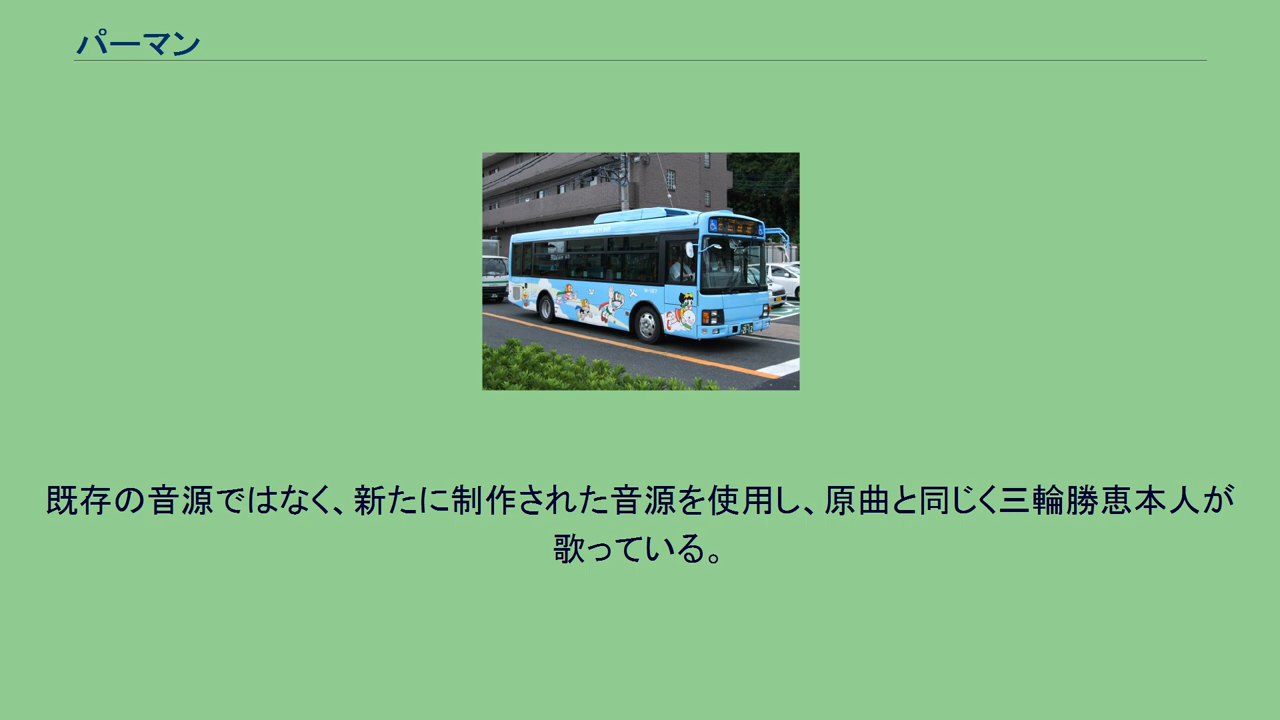 パーマン
既存の音源ではなく、新たに制作された音源を使用し、原曲と同じく三輪勝恵本人が
歌っている。